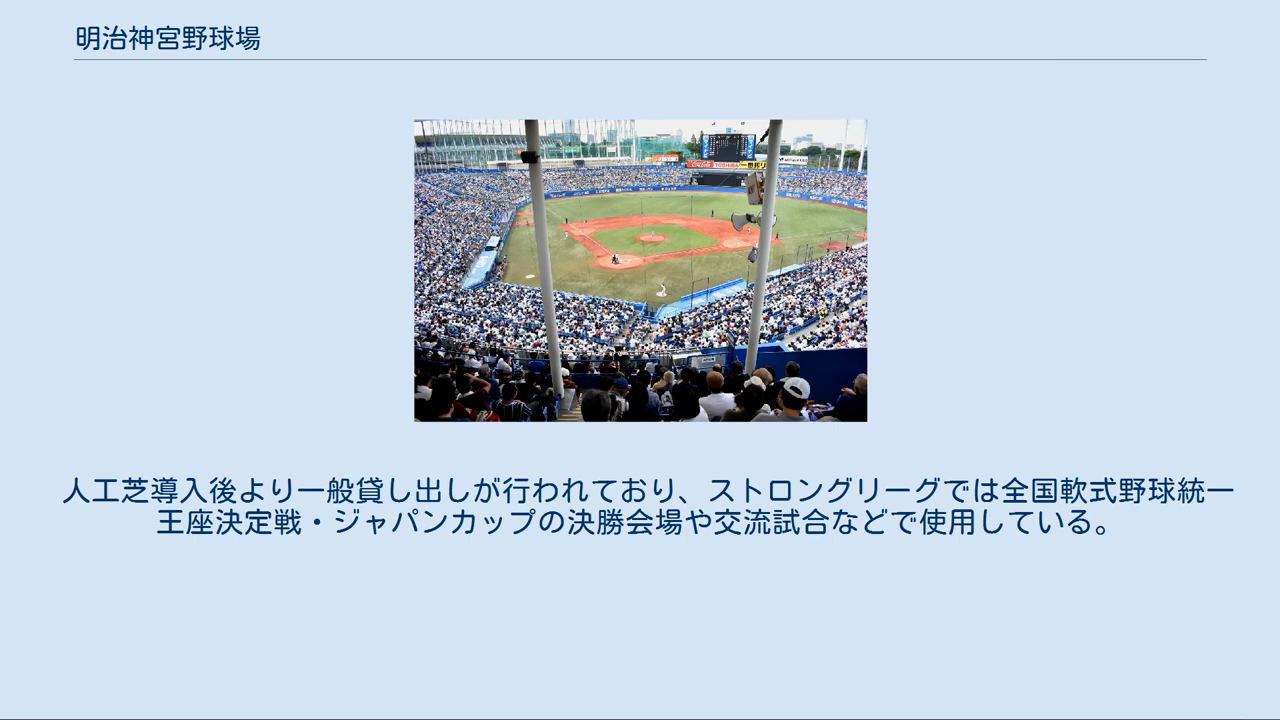 明治神宮野球場
TOSHIBA
人工芝導入後より一般貸し出しが行われており、ストロングリーグでは全国軟式野球統一
王座決定戦・ジャパンカップの決勝会場や交流試合などで使用している。